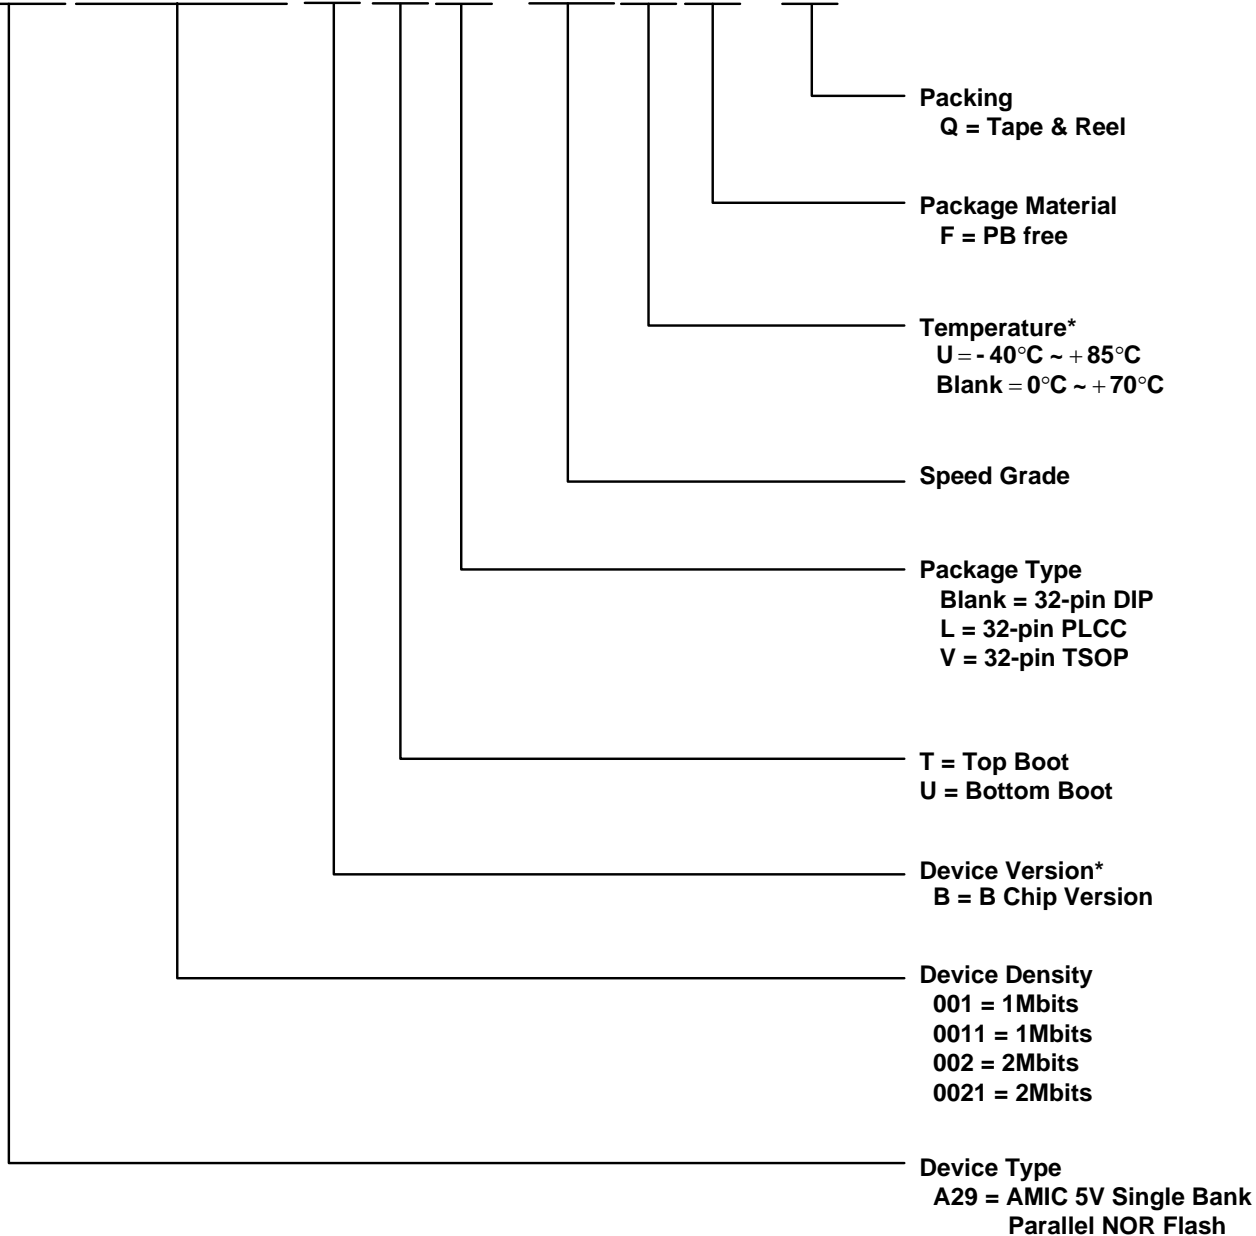 Packing
Q = Tape & Reel
Package Material
F = PB free
Temperature*
U = - 40°C ~ + 85°C
Blank = 0°C ~ + 70°C
Speed Grade
Package Type
Blank = 32-pin DIP
L = 32-pin PLCC
V = 32-pin TSOP
T = Top Boot
U = Bottom Boot
Device Version*
B = B Chip Version
Device Density
001 = 1Mbits
0011 = 1Mbits
002 = 2Mbits
0021 = 2Mbits
Device Type
A29 = AMIC 5V Single Bank
Parallel NOR Flash